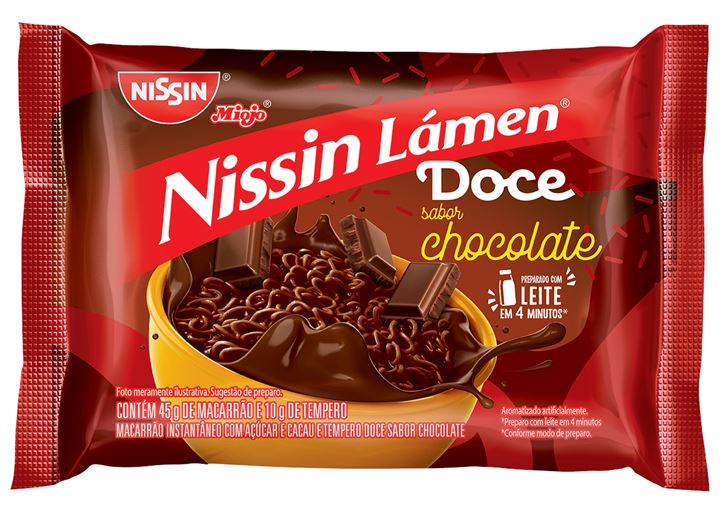 NISSIN®
Miojo®
Nissin Lámen®
Doce
sabor
chocolate
PREPARADO COM
LEITE
EM 4 MINUTOS*
Foto meramente ilustrativa. Sugestão de preparo.
CONTÉM 45 g DE MACARRÃO E 10 g DE TEMPERO
MACARRÃO INSTANTÂNEO COM AÇÚCAR E CACAU E TEMPERO DOCE SABOR CHOCOLATE
Aromatizado artificialmente.
*Preparo com leite em 4 minutos
*Conforme modo de preparo.